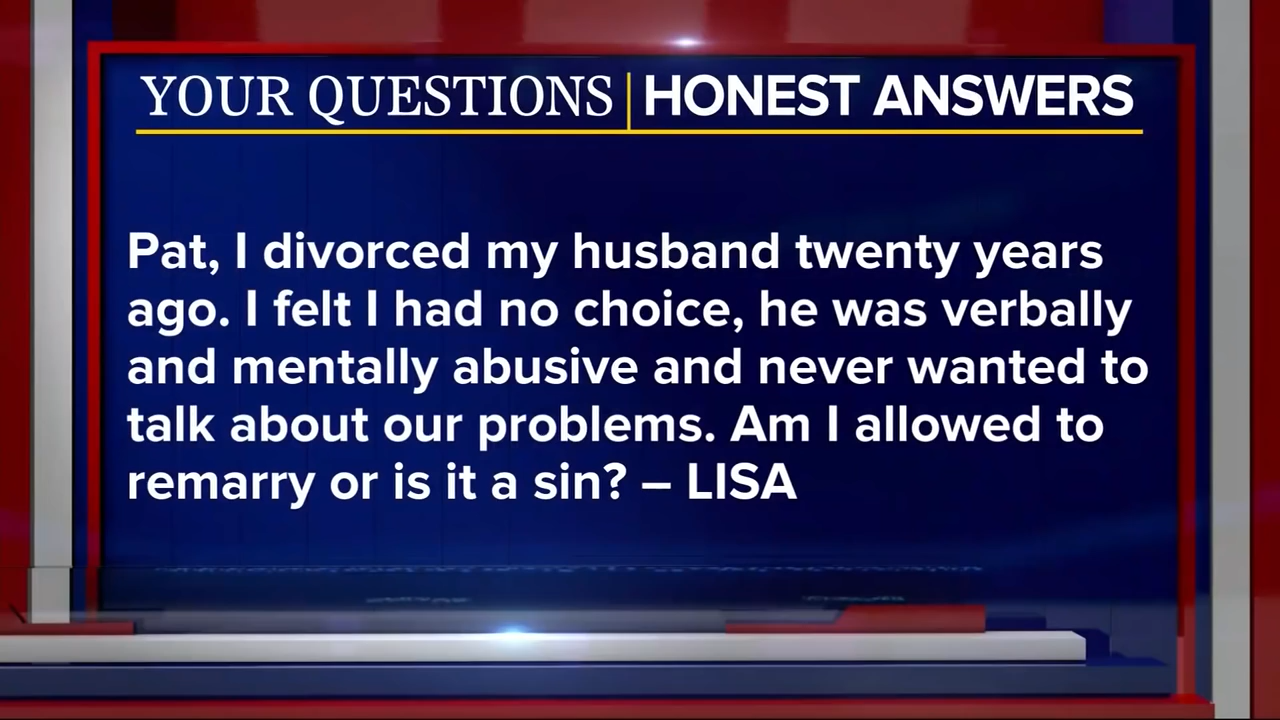 YOUR QUESTIONS | HONEST ANSWERS
Pat, I divorced my husband twenty years
ago. I felt I had no choice, he was verbally
and mentally abusive and never wanted to
talk about our problems. Am I allowed to
remarry or is it a sin? – LISA